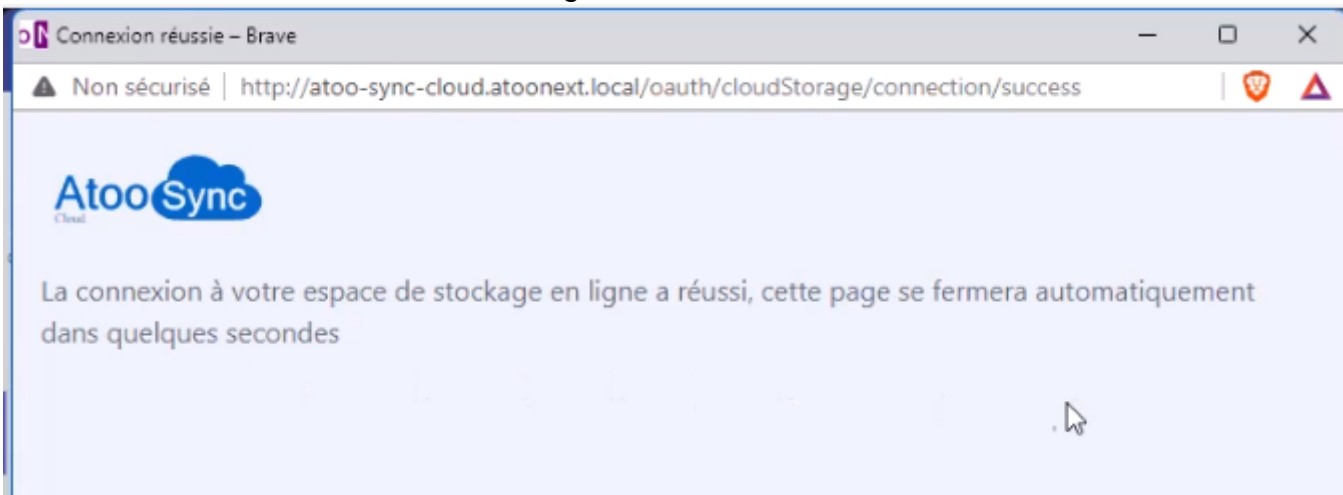 Connexion réussie – Brave
Non sécurisé | http://atoo-sync-cloud.atoonext.local/oauth/cloudStorage/connection/success
Atoo Sync
Cloud
La connexion à votre espace de stockage en ligne a réussi, cette page se fermera automatiquement
dans quelques secondes